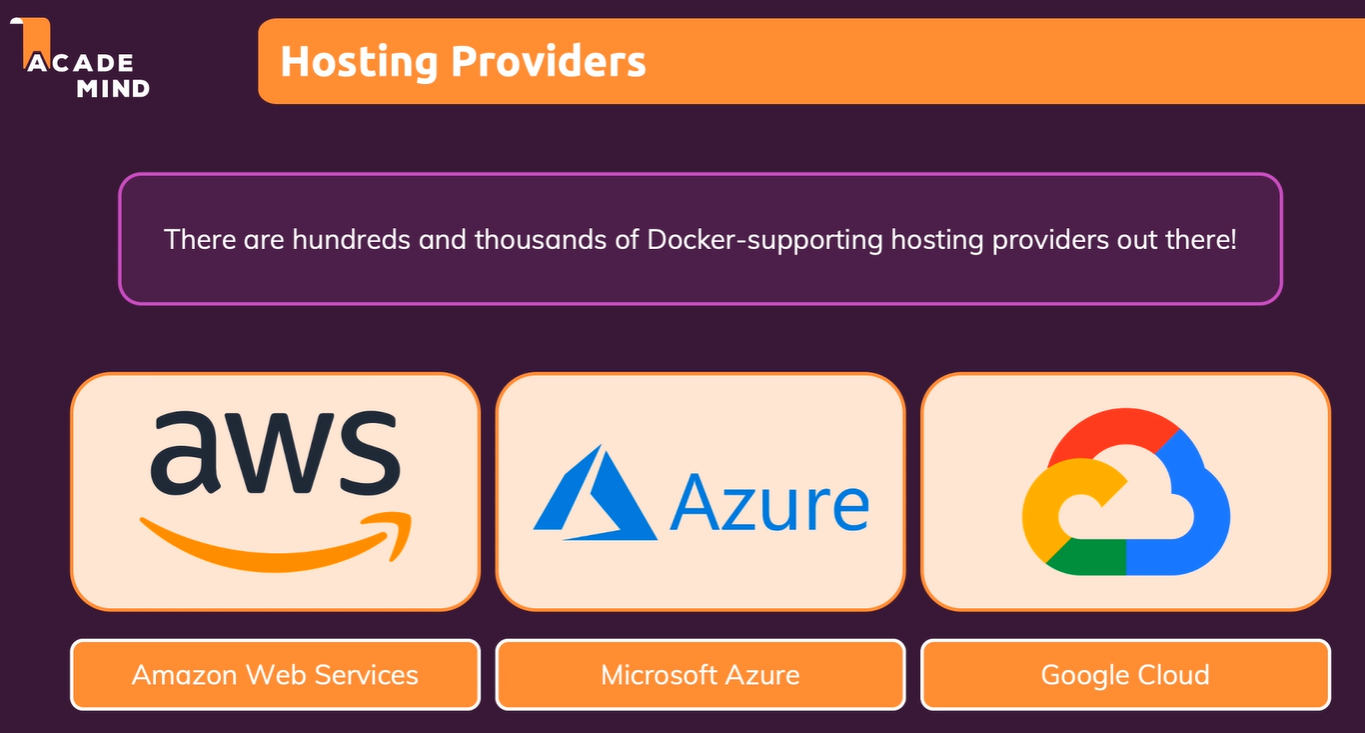 ACADE
MIND
Hosting Providers
There are hundreds and thousands of Docker-supporting hosting providers out there!
aws
Azure
Amazon Web Services
Microsoft Azure
Google Cloud